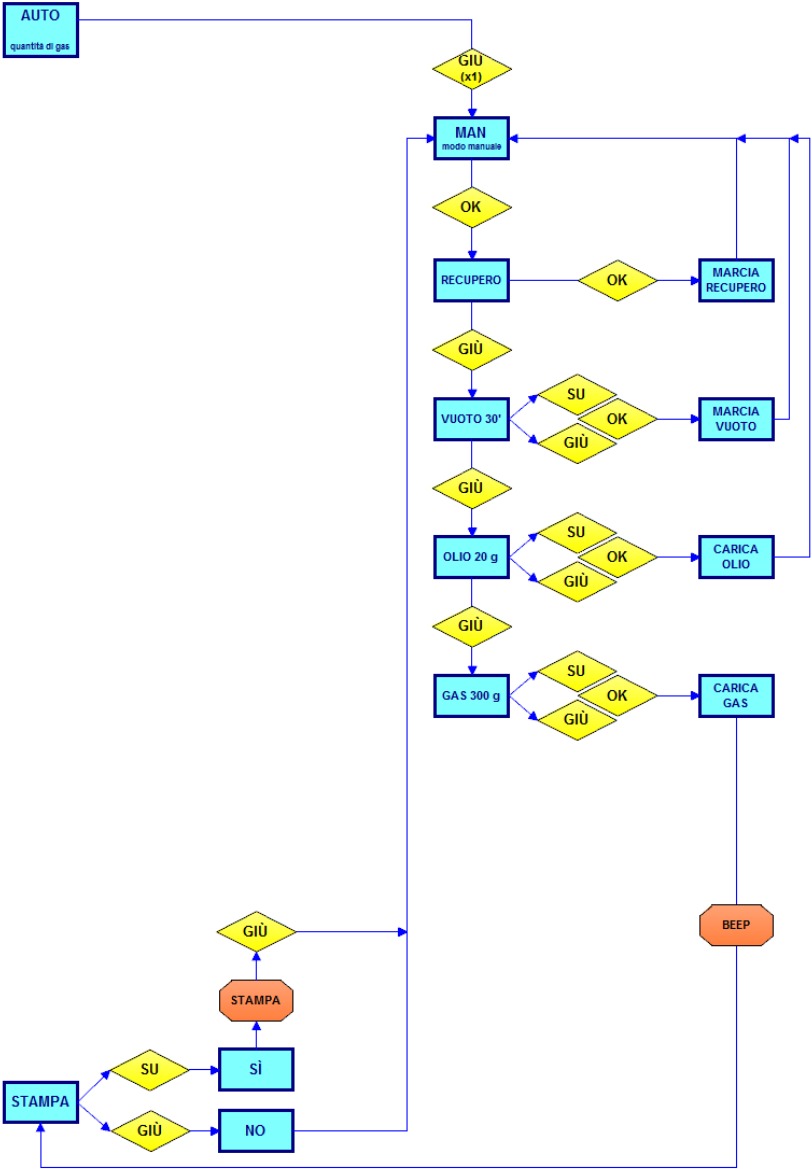 AUTO
quantità di gas
GIÙ
(x1)
MAN
modo manuale
OK
RECUPERO
OK
MARCIA
RECUPERO
GIÙ
VUOTO 30'
SU
OK
GIÙ
MARCIA
VUOTO
GIÙ
OLIO 20 g
SU
OK
GIÙ
CARICA
OLIO
GIÙ
GAS 300 g
SU
OK
GIÙ
CARICA
GAS
BEEP
GIÙ
STAMPA
SU
SÌ
STAMPA
GIÙ
NO